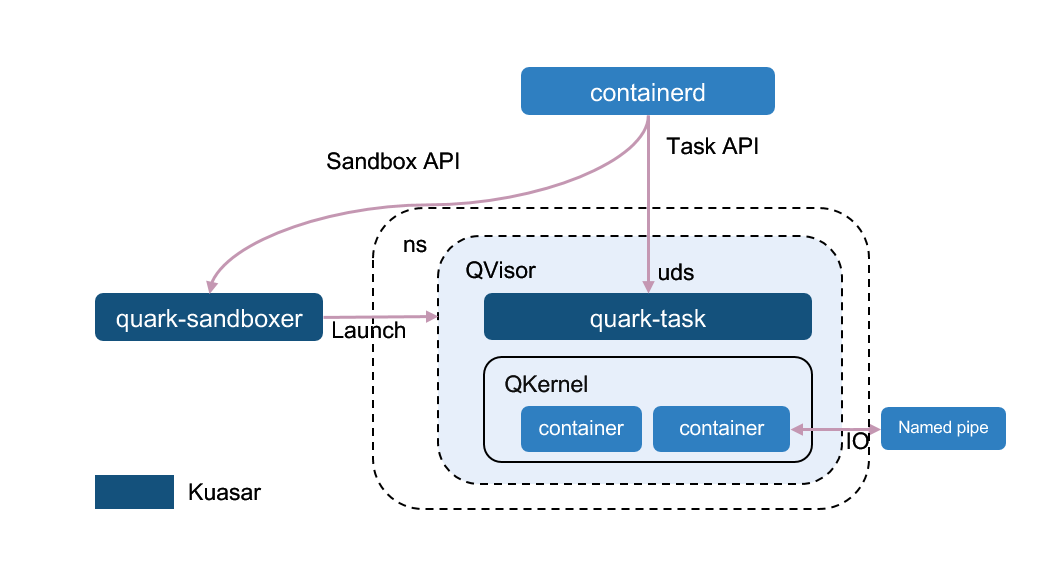 containerd
Sandbox API
Task API
ns
QVisor
uds
quark-sandboxer
Launch
quark-task
QKernel
container
container
IO
Named pipe
Kuasar